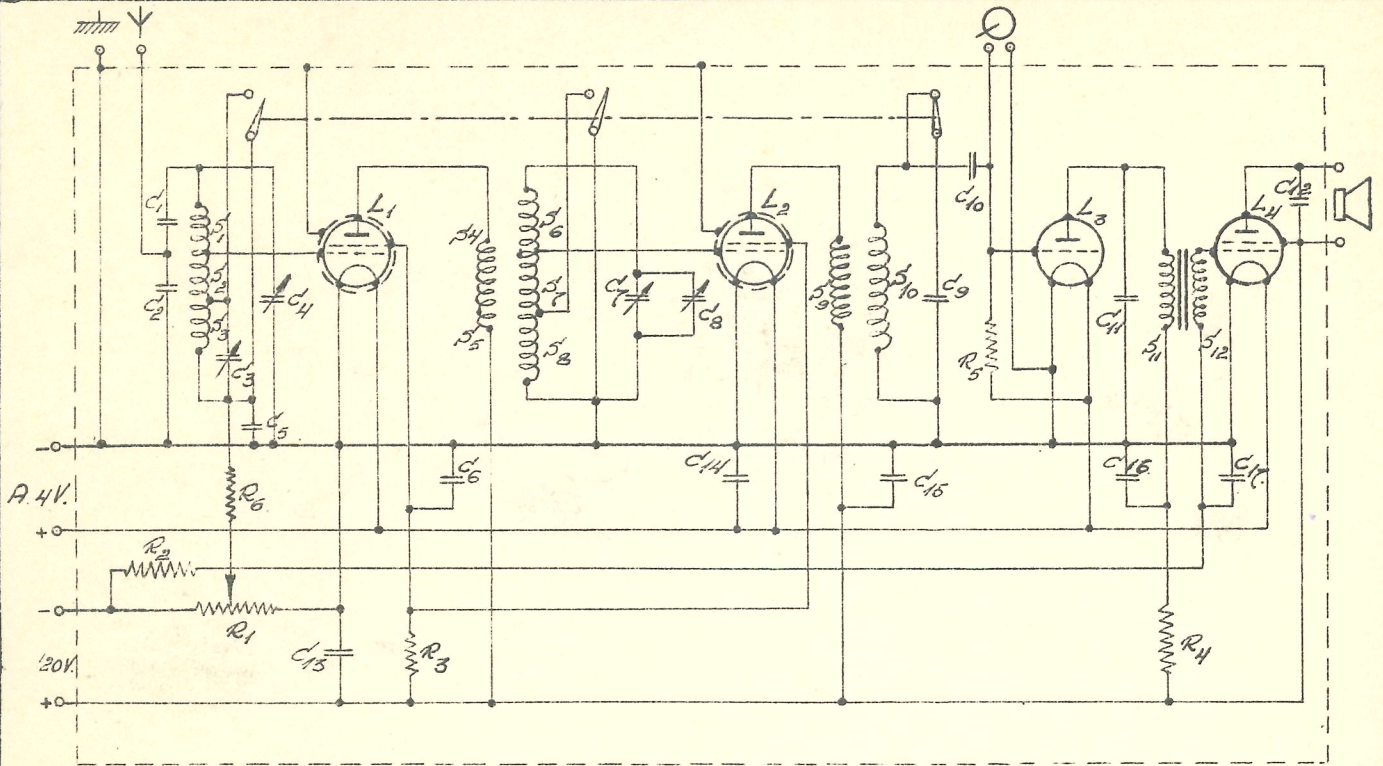 C1
C2
S1
S2
S3
C3
C4
C5
L1
S4
S5
S6
S7
S8
C7
C8
L2
S9
S10
C9
C10
R5
L3
C11
S11
S12
L4
C12
-
A. 4V.
+
R6
C6
C14
C15
C16
C17.
R2
-
R1
120V.
+
C13
R3
R4